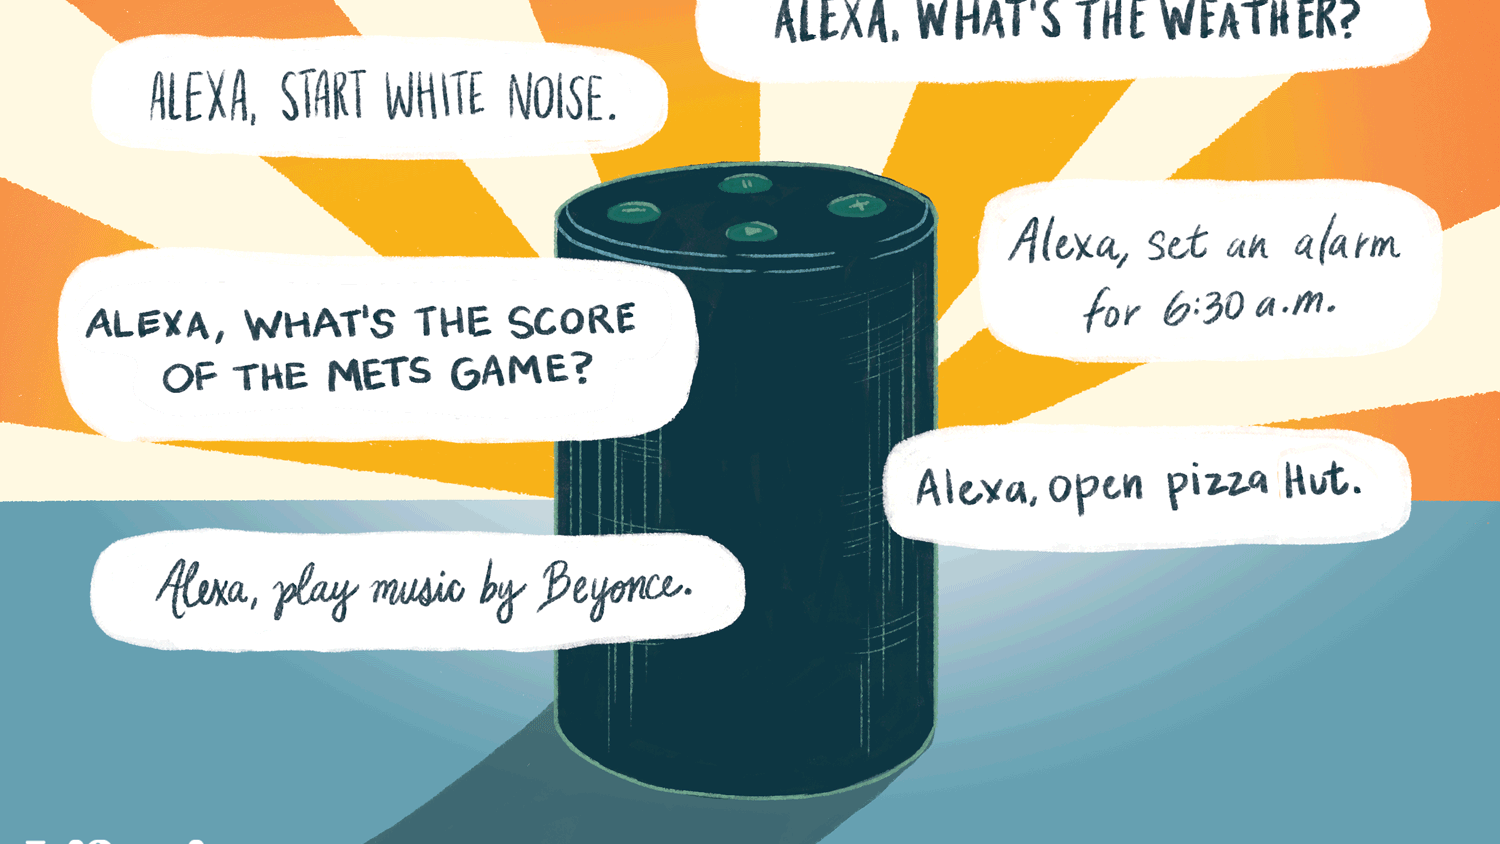 ALEXA, WHAT'S THE WEATHER?
ALEXA, START WHITE NOISE.
Alexa, set an alarm
for 6:30 a.m.
ALEXA, WHAT'S THE SCORE
OF THE METS GAME?
Alexa, open pizza Hut.
Alexa, play music by Beyonce.